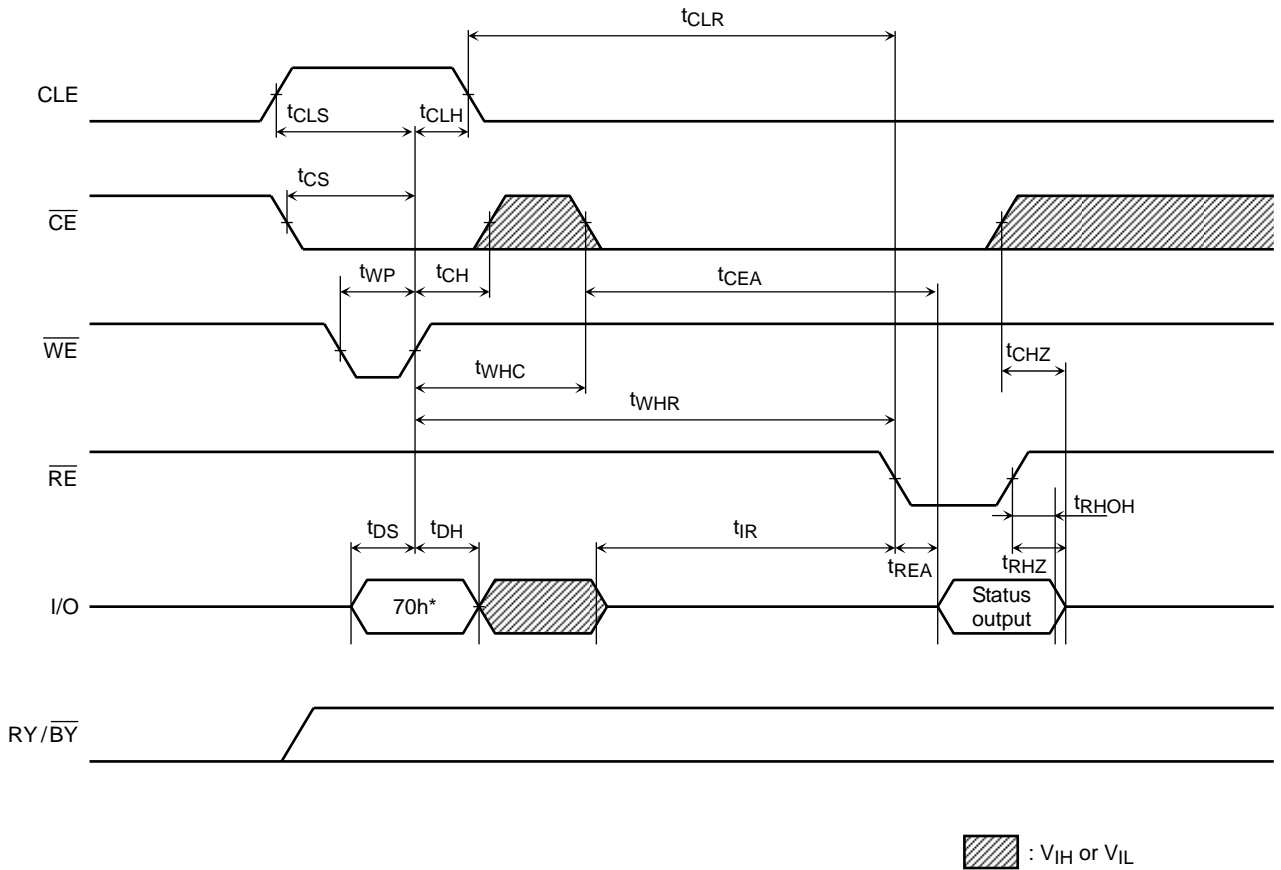 tCLR
CLE
tCLS
tCLH
tCS
CE
tWP
tCH
tCEA
WE
tCHZ
tWHC
tWHR
RE
tRHOH
tDS
tDH
tIR
tREA
tRHZ
I/O
70h*
Status
output
RY/BY
: VIH or VIL